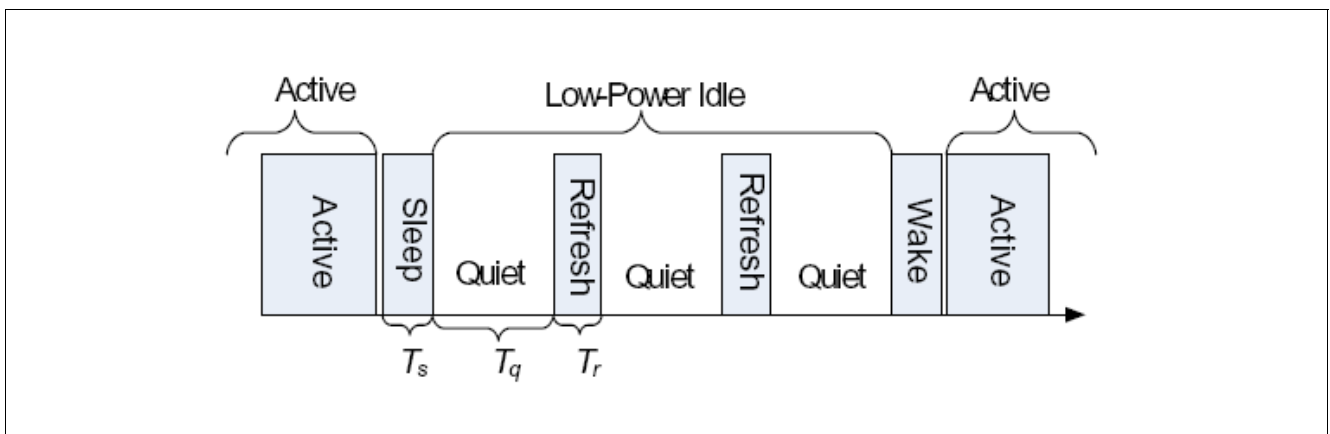 Active
Low-Power Idle
Active
Active
Sleep
Quiet
Refresh
Quiet
Refresh
Quiet
Wake
Active
Ts
Tq
Tr